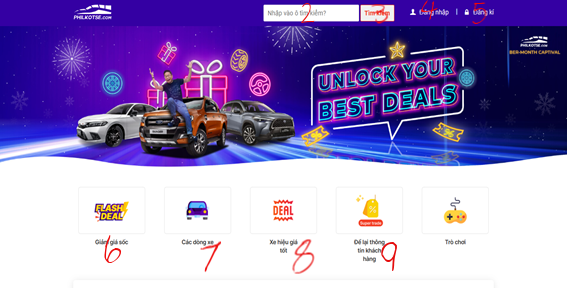 PHILKOTSE.COM
Nhập vào ô tìm kiếm? 2
Tìm kiếm 3
Đăng nhập 4
| Đăng kí 5
PHILKOTSE.COM
BER-MONTH CAPTIVAL
UNLOCK YOUR
BEST DEALS
FLASH
DEAL
DEAL
Super trade
Giảm giá sốc
Các dòng xe
Xe hiệu giá
tốt
Để lại thông
tin khách
hàng
Trò chơi
6
7
8
9